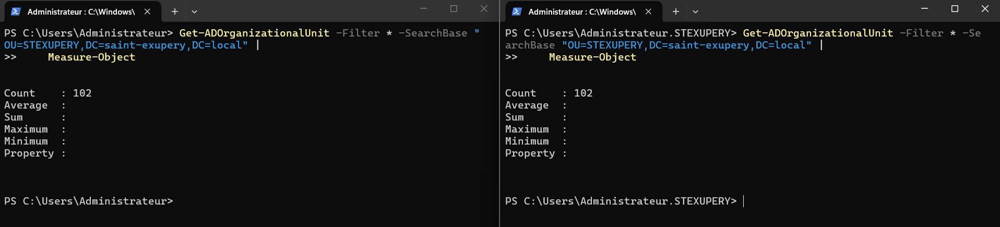 Administrateur : C:\Windows\
PS C:\Users\Administrateur> Get-ADOrganizationalUnit -Filter * -SearchBase "
OU=STEXUPERY,DC=saint-exupery,DC=local" |
>>     Measure-Object
Count    : 102
Average  :
Sum      :
Maximum  :
Minimum  :
Property :
PS C:\Users\Administrateur>
Administrateur : C:\Windows\
PS C:\Users\Administrateur.STEXUPERY> Get-ADOrganizationalUnit -Filter * -Se
archBase "OU=STEXUPERY,DC=saint-exupery,DC=local" |
>>     Measure-Object
Count    : 102
Average  :
Sum      :
Maximum  :
Minimum  :
Property :
PS C:\Users\Administrateur.STEXUPERY>